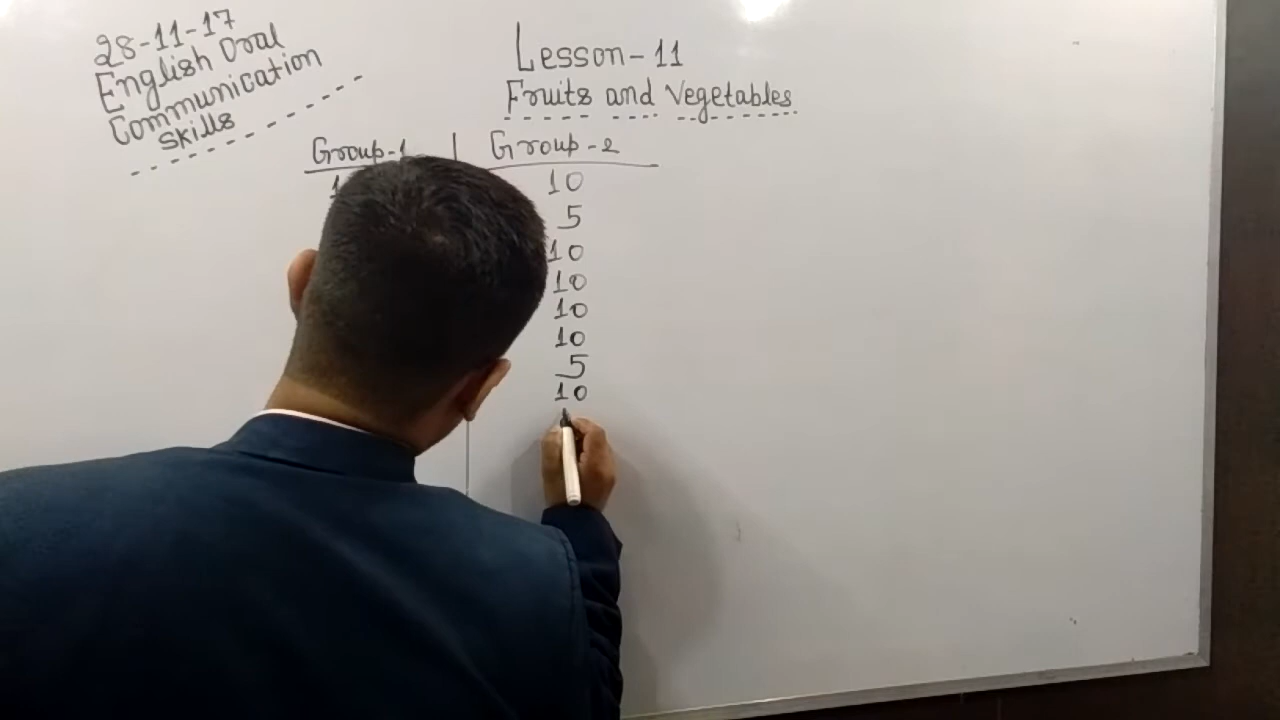 28-11-17
English Oral
Communication
Skills
Lesson-11
Fruits and Vegetables
Group-1
Group-2
10
5
10
10
10
10
5
10